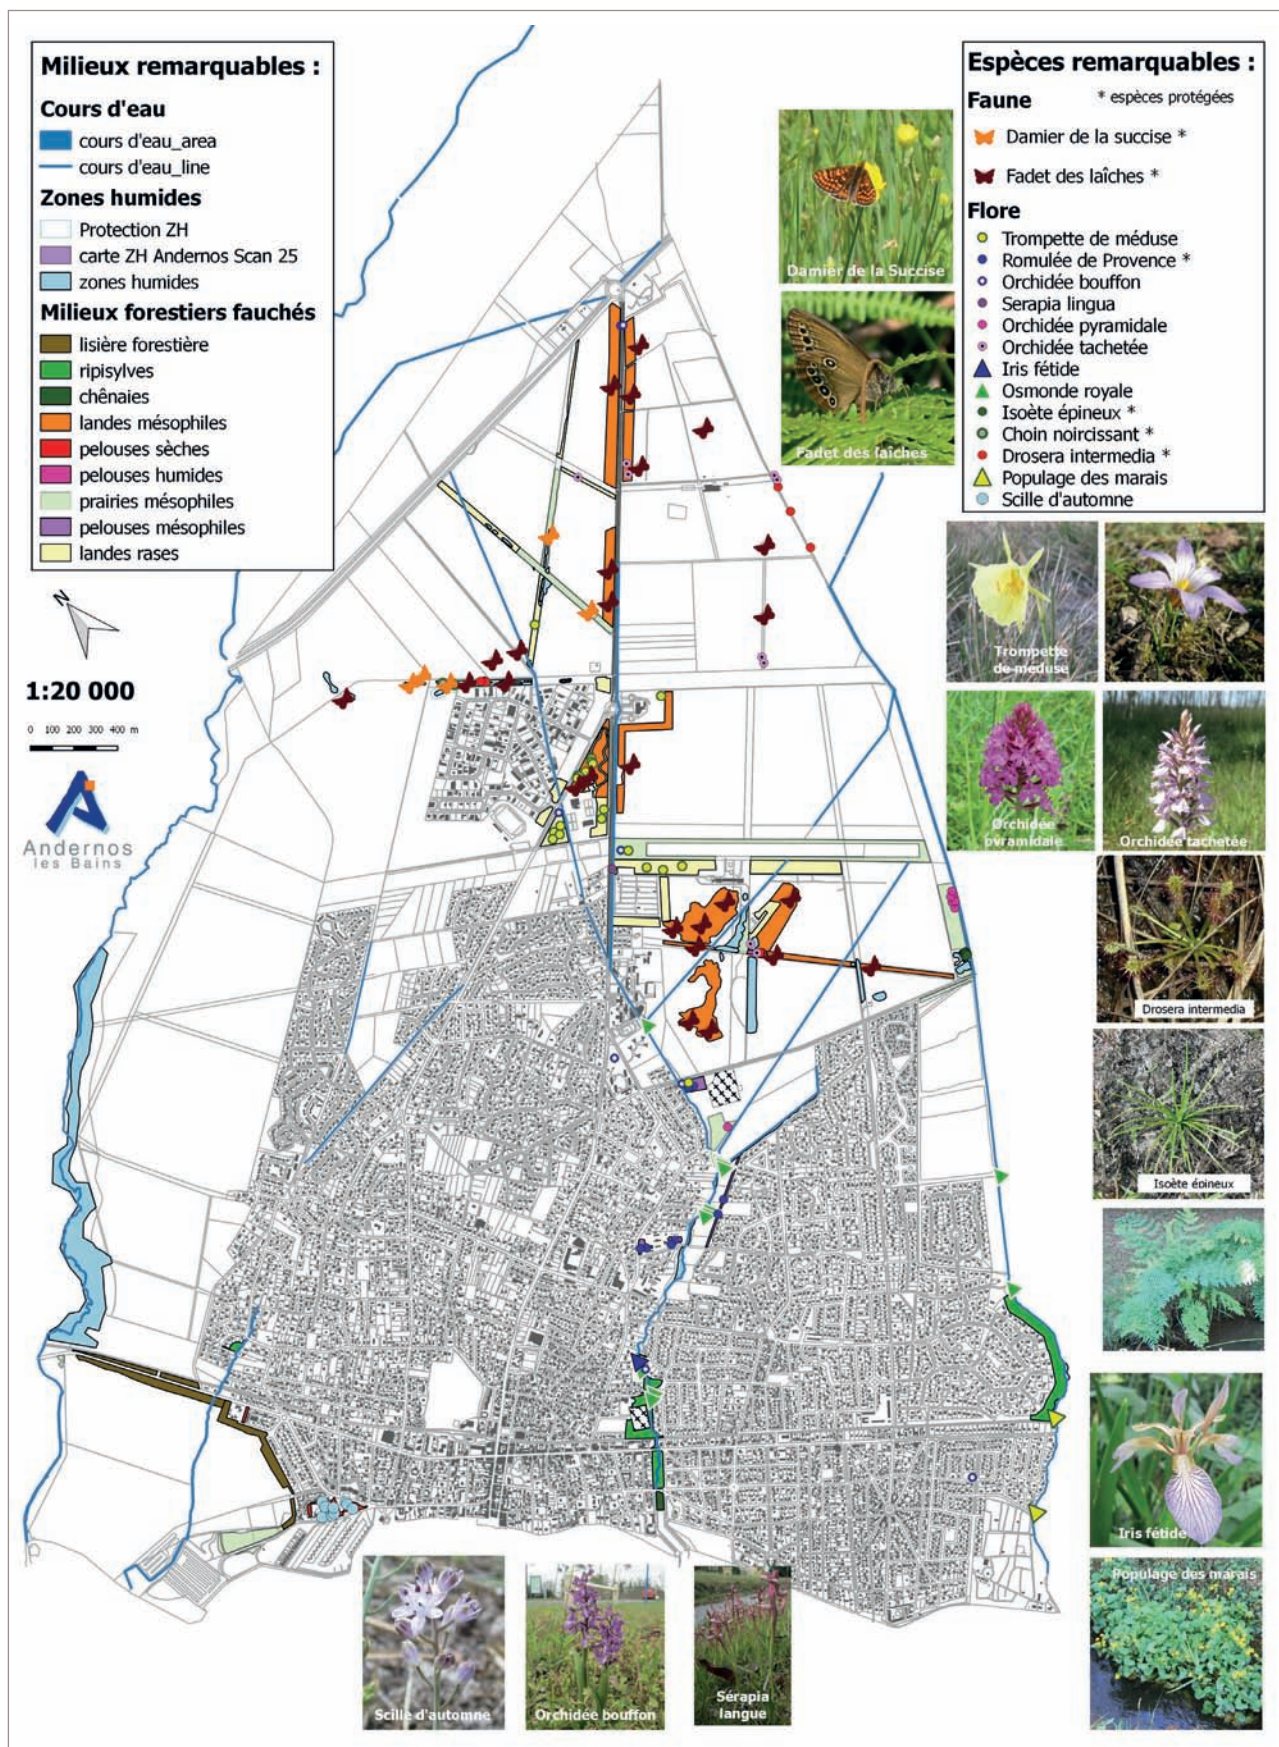 Milieux remarquables :
Cours d'eau
cours d'eau_area
cours d'eau_line
Zones humides
Protection ZH
carte ZH Andernos Scan 25
zones humides
Milieux forestiers fauchés
lisière forestière
ripisylves
chênaies
landes mésophiles
pelouses sèches
pelouses humides
prairies mésophiles
pelouses mésophiles
landes rases
N
1:20 000
0 100 200 300 400 m
Andernos
les Bains
Espèces remarquables :
Faune * espèces protégées
Damier de la succise *
Fadet des laîches *
Flore
Trompette de méduse
Romulée de Provence *
Orchidée bouffon
Serapia lingua
Orchidée pyramidale
Orchidée tachetée
Iris fétide
Osmonde royale
Isoète épineux *
Choin noircissant *
Drosera intermedia *
Populage des marais
Scille d'automne
Damier de la Succise
Fadet des laîches
Trompette
de méduse
Orchidée
pyramidale
Orchidée tachetée
Drosera intermedia
Isoète épineux
Iris fétide
Populage des marais
Scille d'automne
Orchidée bouffon
Sérapia
langue